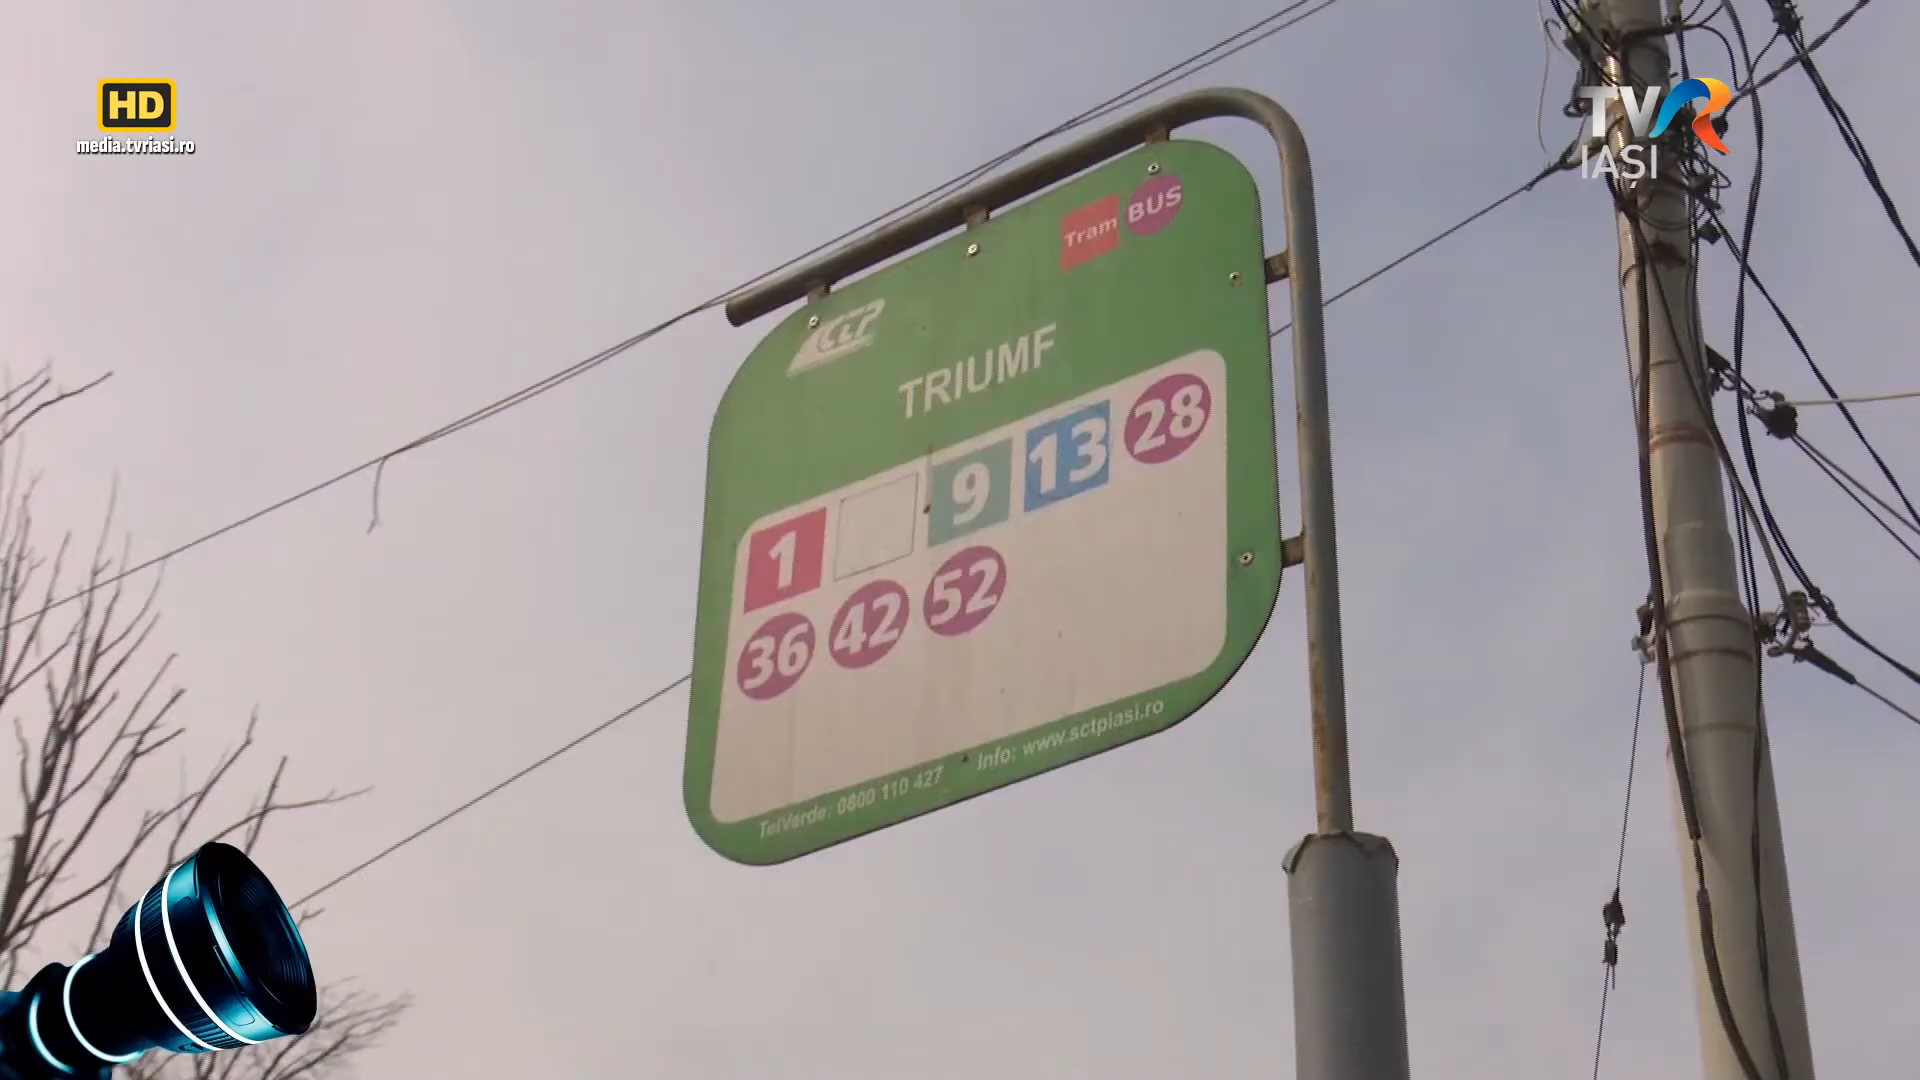 HD
media.tvriasi.ro
TVR
IAȘI
Tram BUS
CTP
TRIUMF
1 9 13 28
36 42 52
TelVerde: 0800 110 427 Info: www.sctpiasi.ro